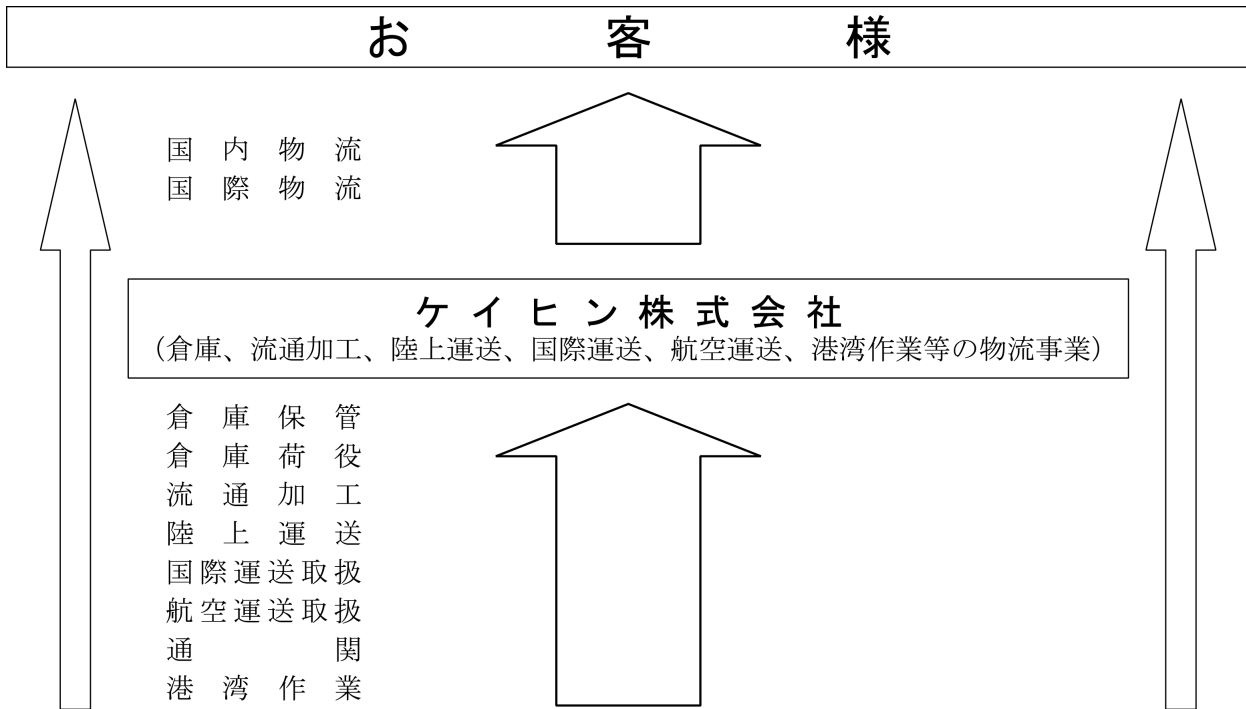 お客様
国内物流
国際物流
ケイヒン株式会社
（倉庫、流通加工、陸上運送、国際運送、航空運送、港湾作業等の物流事業）
倉庫保管
倉庫荷役
流通加工
陸上運送
国際運送取扱
航空運送取扱
通関
港湾作業